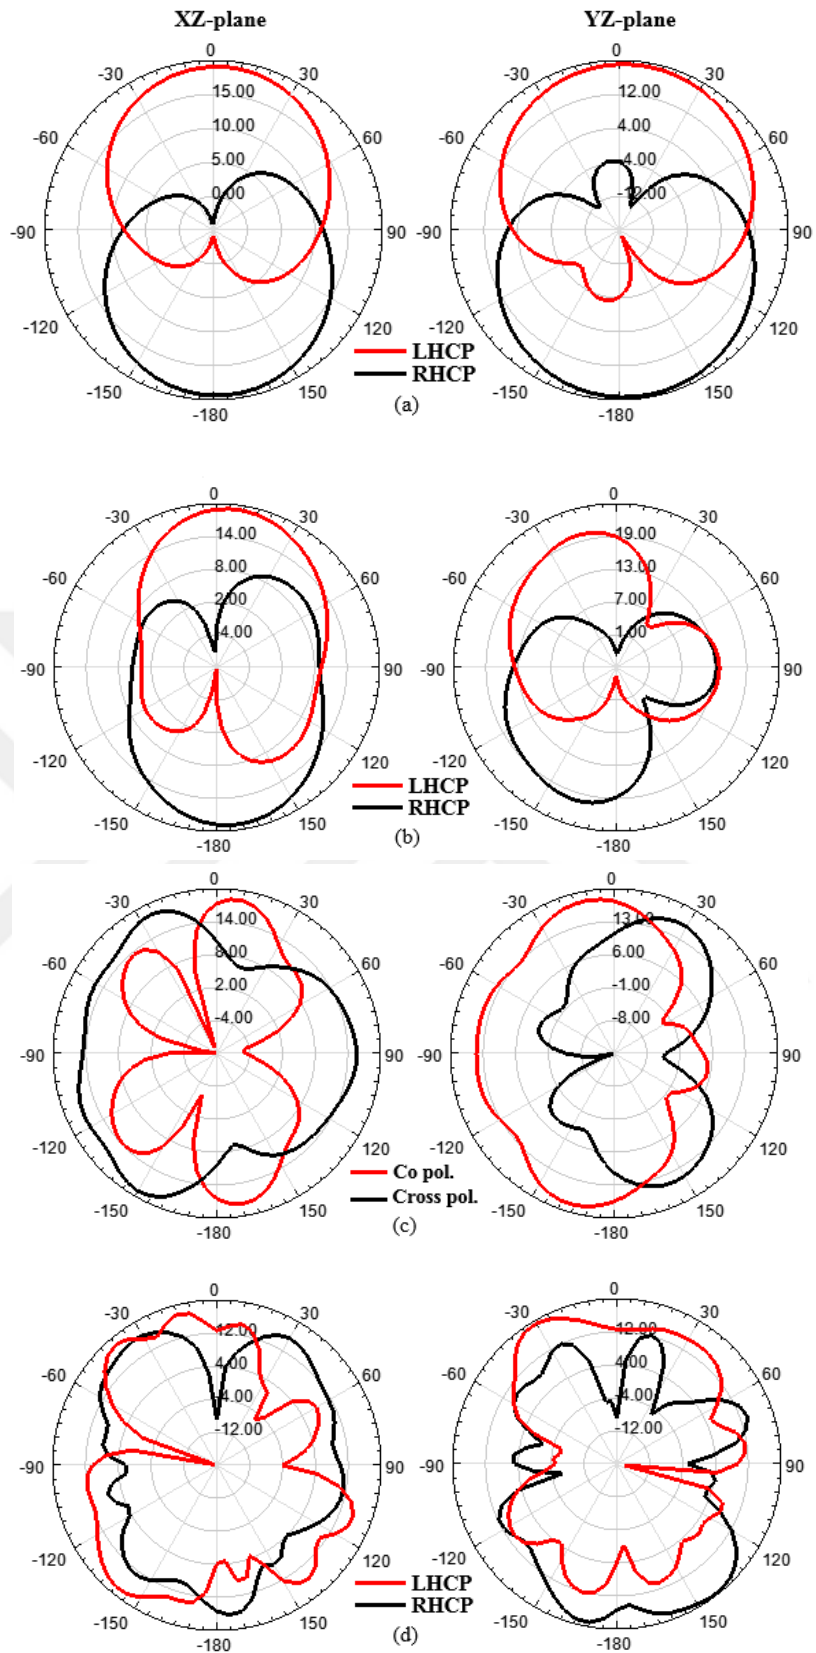 XZ-plane YZ-plane
0 0
-30 30 -30 30
15.00 12.00
10.00 4.00
-60 60 -60 60
5.00 4.00
0.00 -12.00
-90 90 -90 90
-120 120 -120 120
LHCP
RHCP
-150 150 -150 150
-180 -180
(a)
0 0
-30 30 -30 30
14.00 19.00
8.00 13.00
-60 60 -60 60
2.00 7.00
4.00 1.00
-90 90 -90 90
-120 120 -120 120
LHCP
RHCP
-150 150 -150 150
-180 -180
(b)
0 0
-30 30 -30 30
14.00 13.00
8.00 6.00
-60 60 -60 60
2.00 -1.00
-4.00 -8.00
-90 90 -90 90
-120 120 -120 120
Co pol.
Cross pol.
-150 150 -150 150
-180 -180
(c)
0 0
-30 30 -30 30
12.00 12.00
4.00 4.00
-60 60 -60 60
-4.00 -4.00
-12.00 -12.00
-90 90 -90 90
-120 120 -120 120
LHCP
RHCP
-150 150 -150 150
-180 -180
(d)